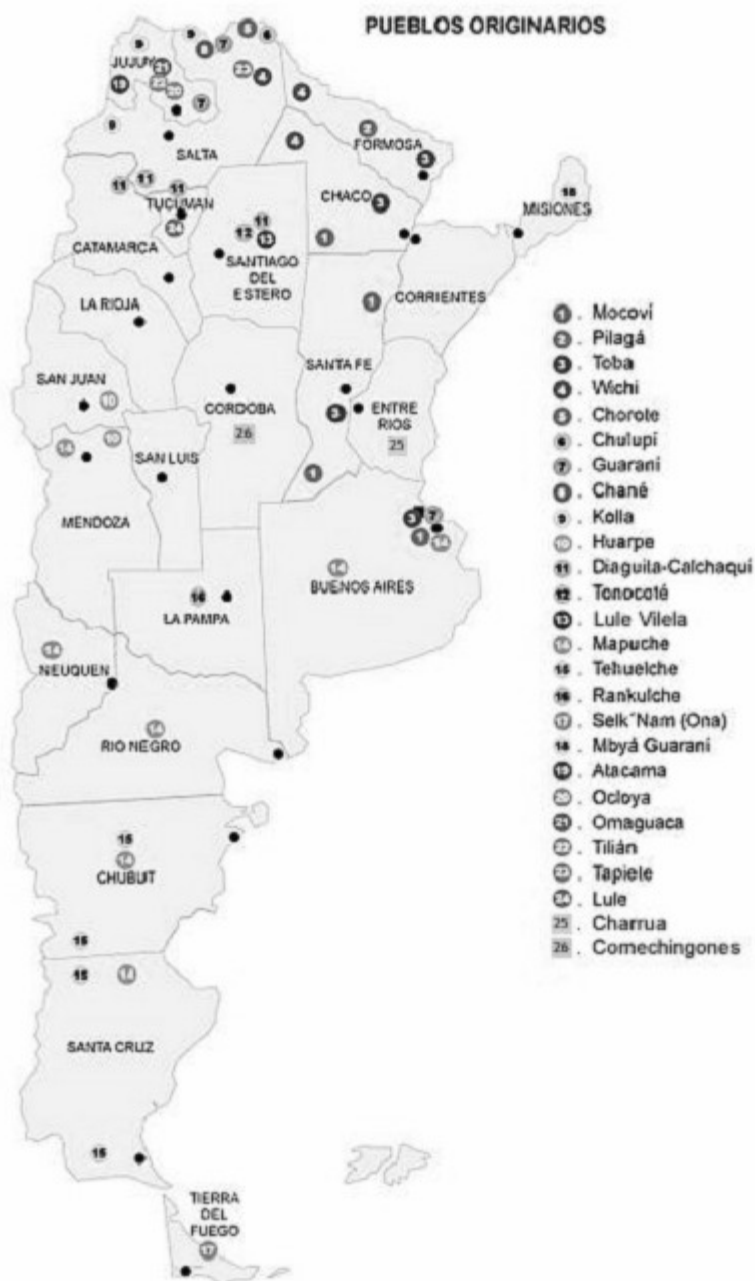 PUEBLOS ORIGINARIOS
JUJUY
SALTA
FORMOSA
CHACO
MISIONES
TUCUMAN
CATAMARCA
SANTIAGO
DEL
ESTERO
CORRIENTES
LA RIOJA
SAN JUAN
SANTA FE
CORDOBA
26
ENTRE
RIOS
25
SAN LUIS
MENDOZA
BUENOS AIRES
LA PAMPA
NEUQUEN
RIO NEGRO
CHUBUIT
SANTA CRUZ
TIERRA
DEL
FUEGO
1. Mocoví
2. Pilagá
3. Toba
4. Wichi
5. Chorote
6. Chulupí
7. Guaraní
8. Chané
9. Kolla
10. Huarpe
11. Diaguita-Calchaquí
12. Tonocoté
13. Lule Vilela
Mapuche
15. Tehuelche
16. Rankulche
Selk´Nam (Ona)
18. Mbyá Guaraní
19. Atacama
20. Ocloya
21. Omaguaca
22. Tilián
23. Tapiete
24. Lule
25. Charrua
26. Comechingones